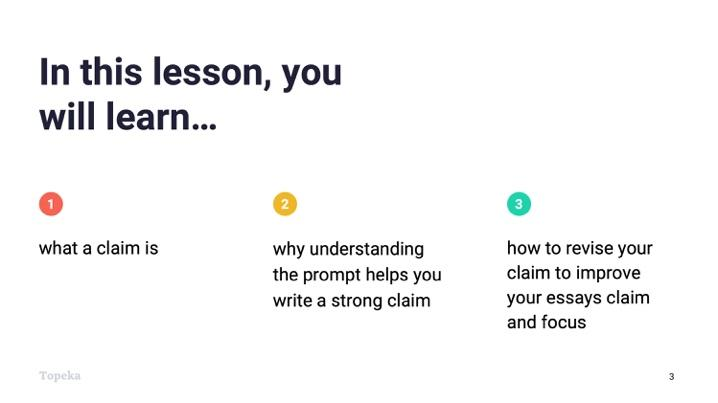 In this lesson, you
will learn…
1
what a claim is
2
why understanding
the prompt helps you
write a strong claim
3
how to revise your
claim to improve
your essays claim
and focus
Topeka
3